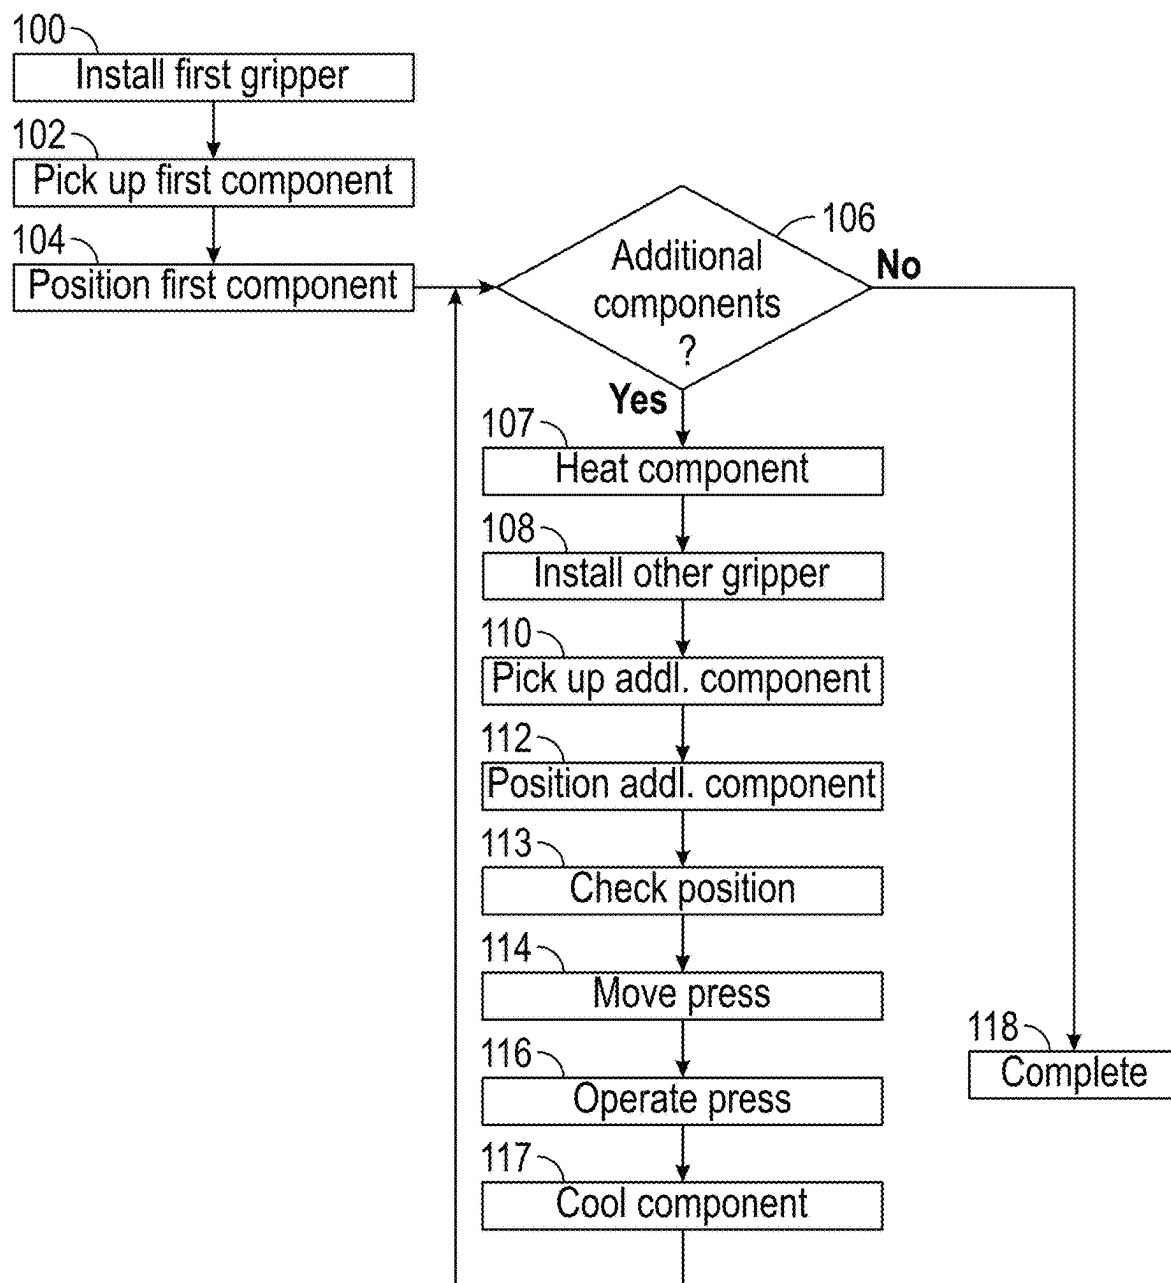 100
Install first gripper
102
Pick up first component
104
Position first component
106
Additional
components
?
No
Yes
107
Heat component
108
Install other gripper
110
Pick up addl. component
112
Position addl. component
113
Check position
114
Move press
116
Operate press
117
Cool component
118
Complete